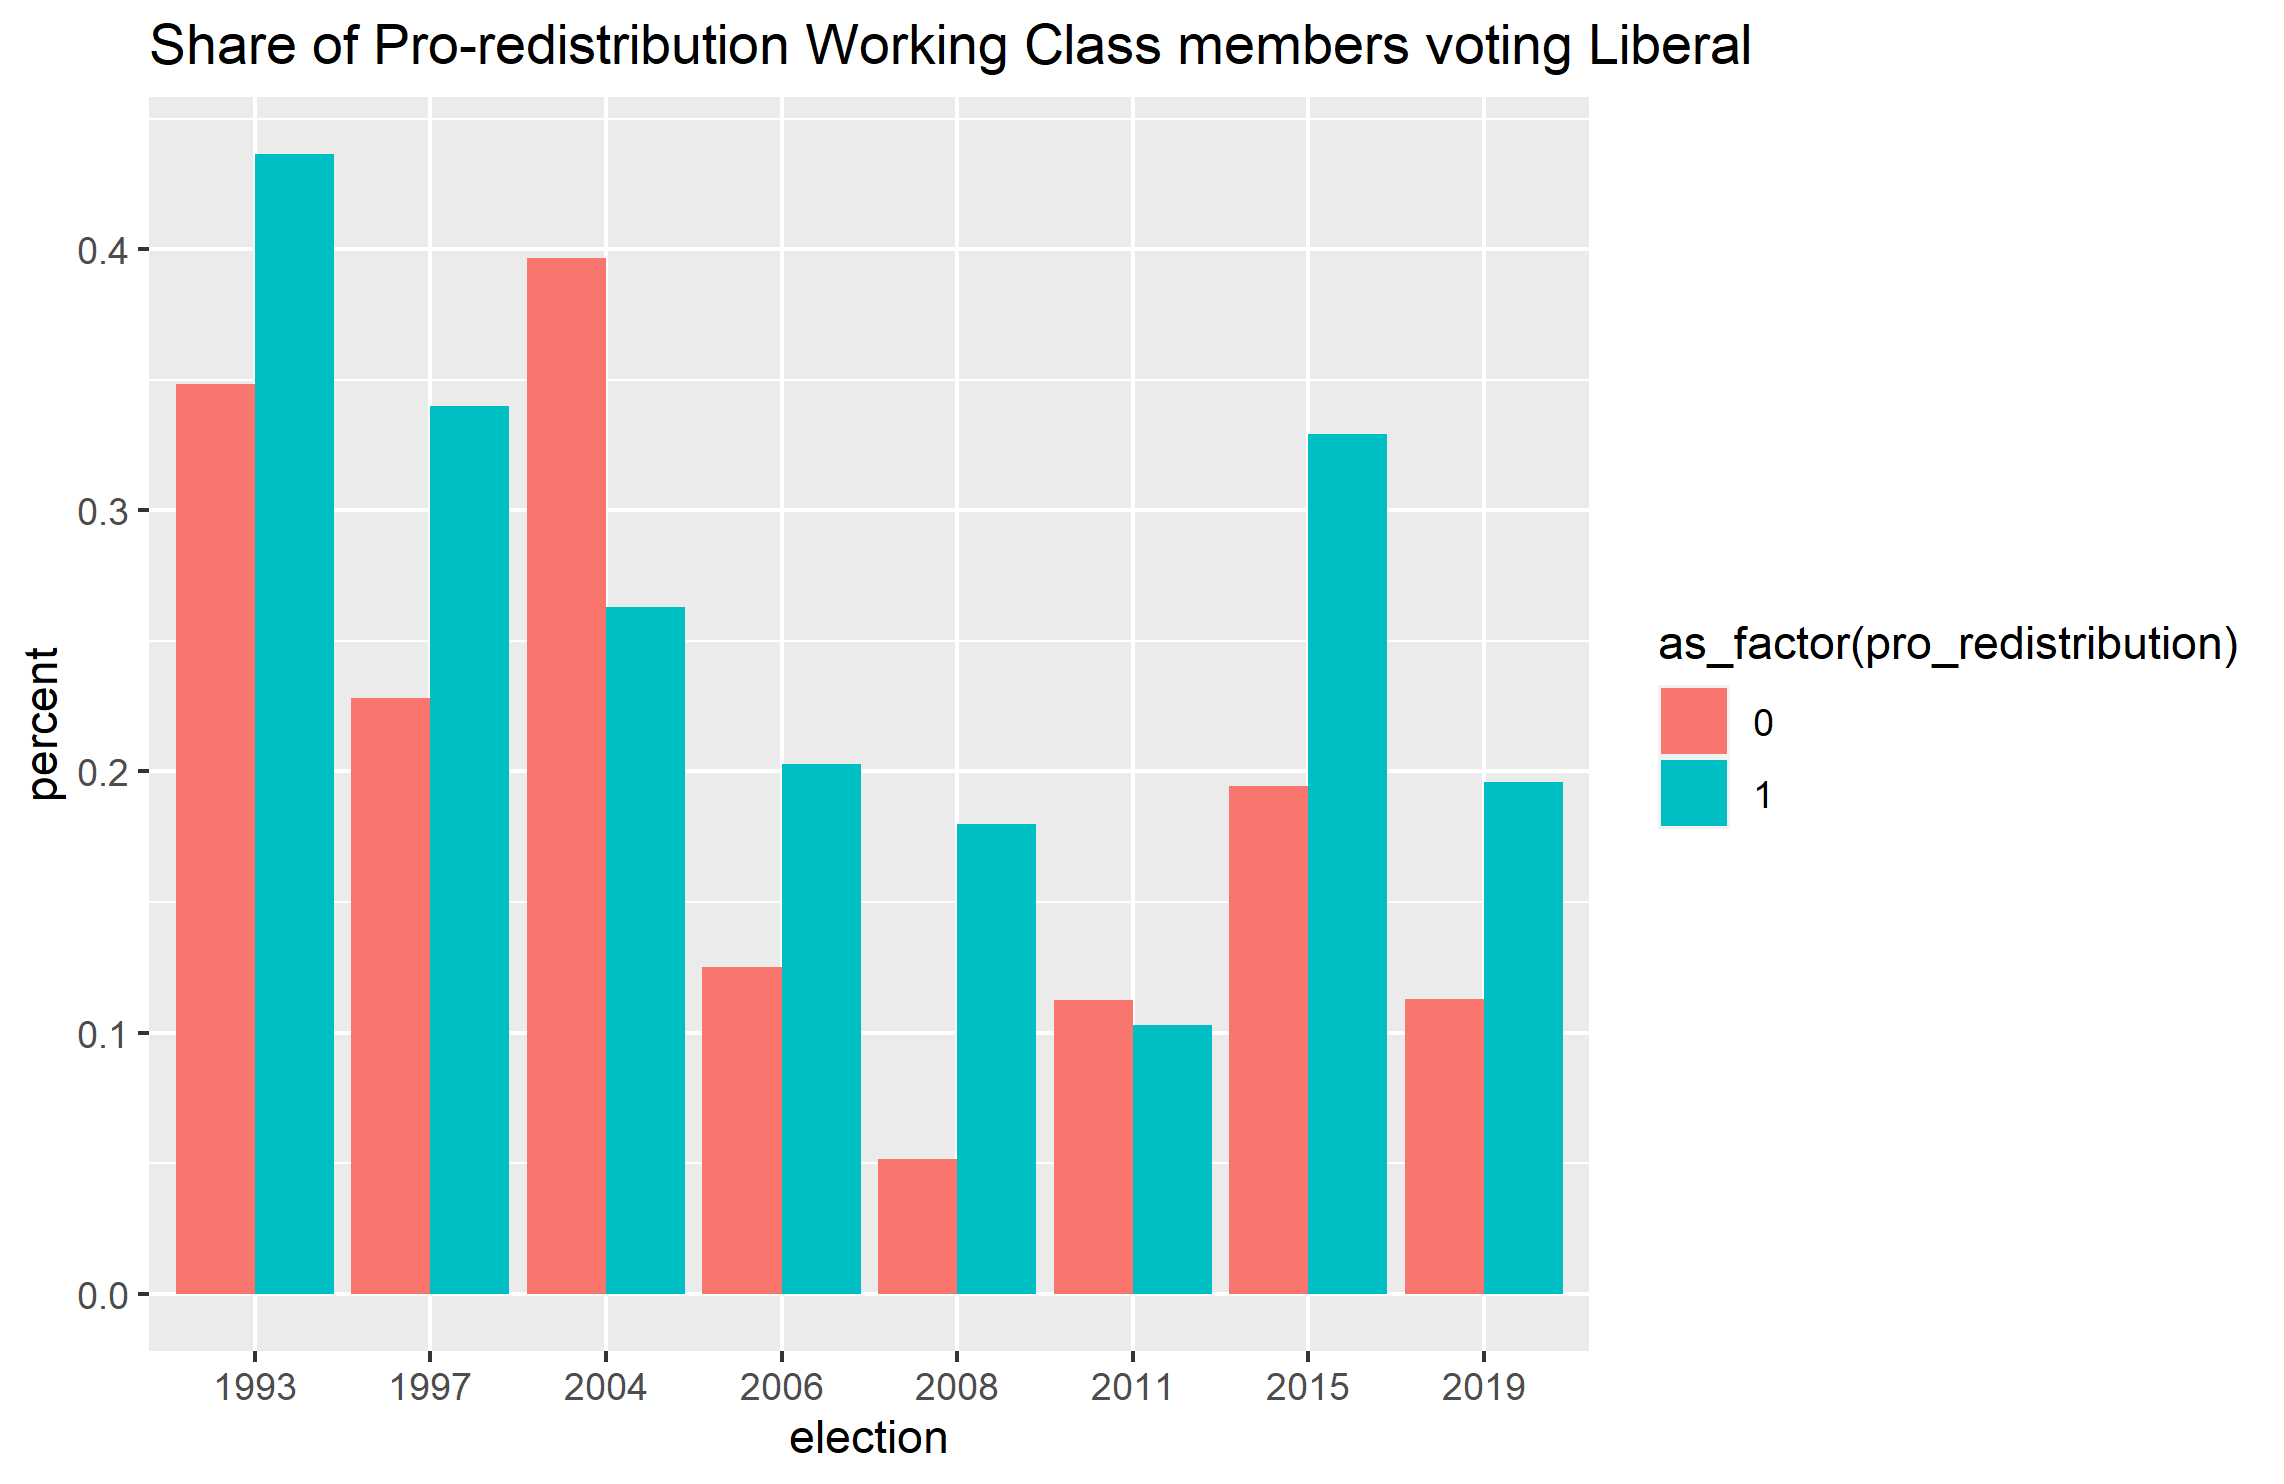 Share of Pro-redistribution Working Class members voting Liberal
percent
0.4
0.3
0.2
0.1
0.0
1993 1997 2004 2006 2008 2011 2015 2019
election
as_factor(pro_redistribution)
0
1